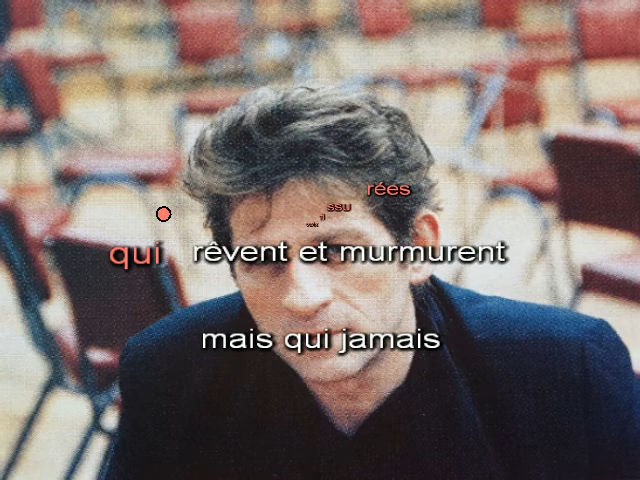 rées
ssu
qui rêvent et murmurent
mais qui jamais